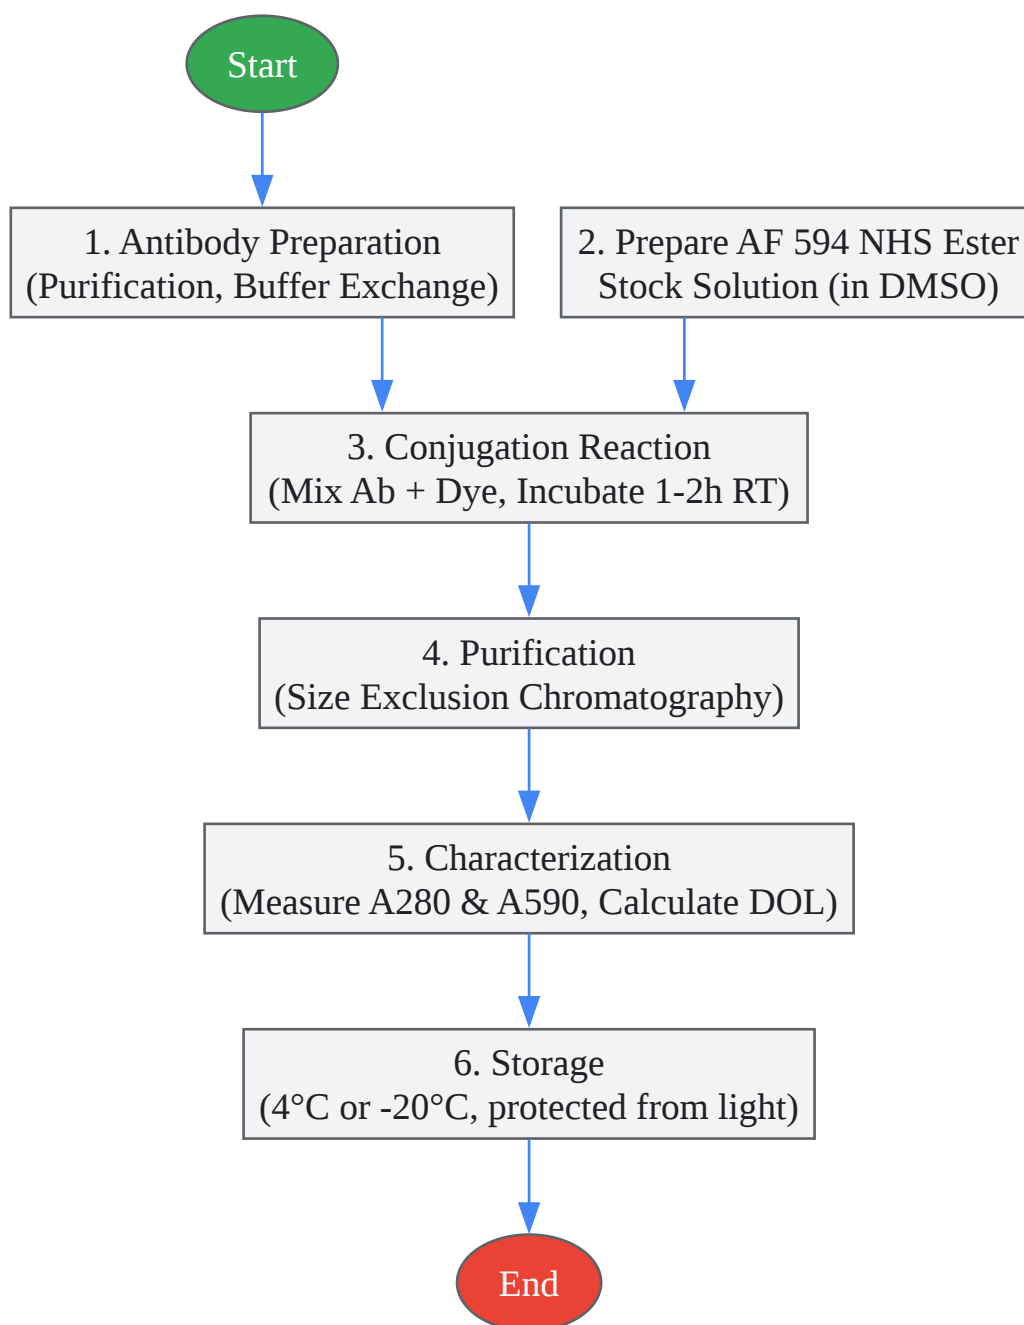 Start
1. Antibody Preparation
(Purification, Buffer Exchange)
2. Prepare AF 594 NHS Ester
Stock Solution (in DMSO)
3. Conjugation Reaction
(Mix Ab + Dye, Incubate 1-2h RT)
4. Purification
(Size Exclusion Chromatography)
5. Characterization
(Measure A280 & A590, Calculate DOL)
6. Storage
(4°C or -20°C, protected from light)
End